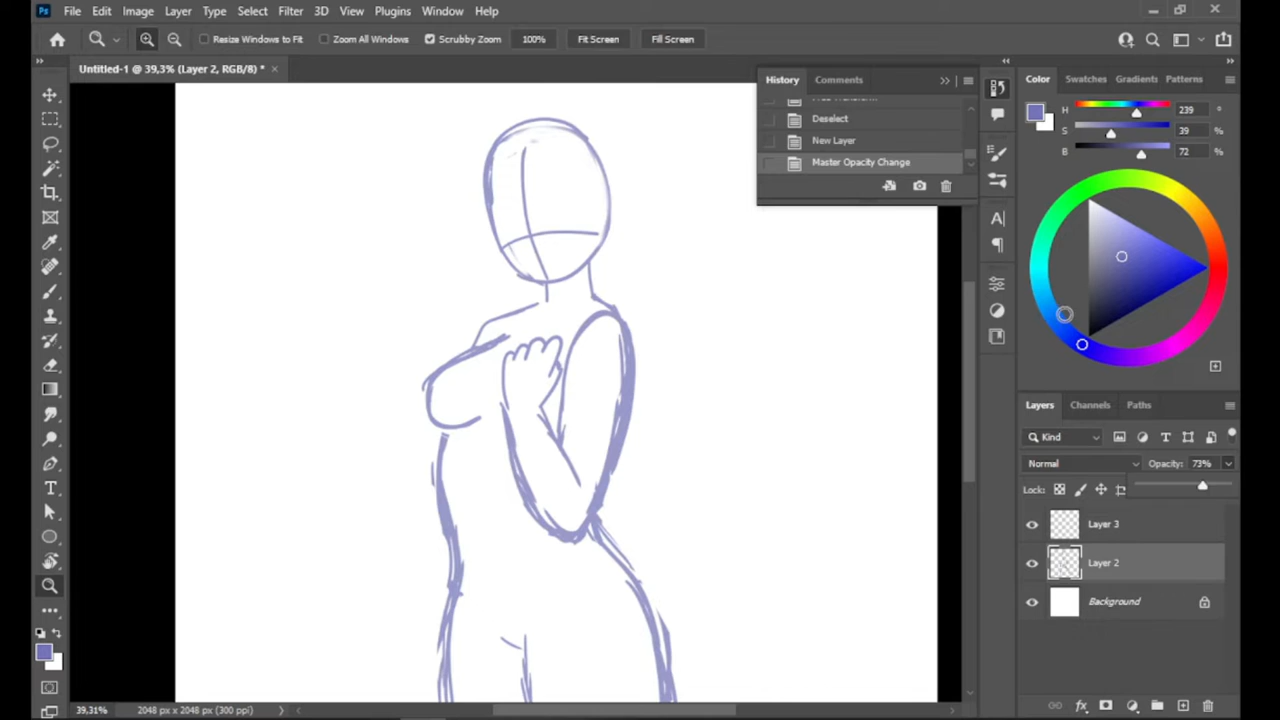 Ps File Edit Image Layer Type Select Filter 3D View Plugins Window Help
Resize Windows to Fit Zoom All Windows Scrubby Zoom 100% Fit Screen Fill Screen
Untitled-1 @ 39,3% (Layer 2, RGB/8) *
History Comments
Deselect
New Layer
Master Opacity Change
Color Swatches Gradients Patterns
H 239 °
S 39 %
B 72 %
Layers Channels Paths
Kind
Normal Opacity: 73%
Lock:
Layer 3
Layer 2
Background
39,31% 2048 px x 2048 px (300 ppi)